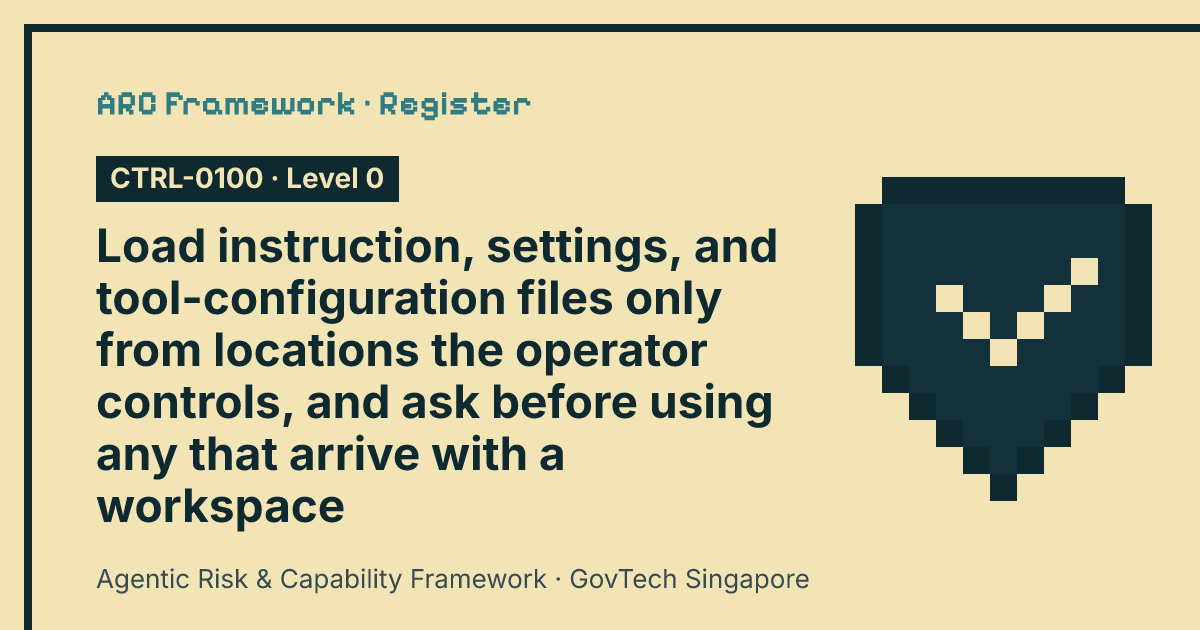 ARC Framework · Register
CTRL-0100 · Level 0
Load instruction, settings, and
tool-configuration files only
from locations the operator
controls, and ask before using
any that arrive with a
workspace
Agentic Risk & Capability Framework · GovTech Singapore